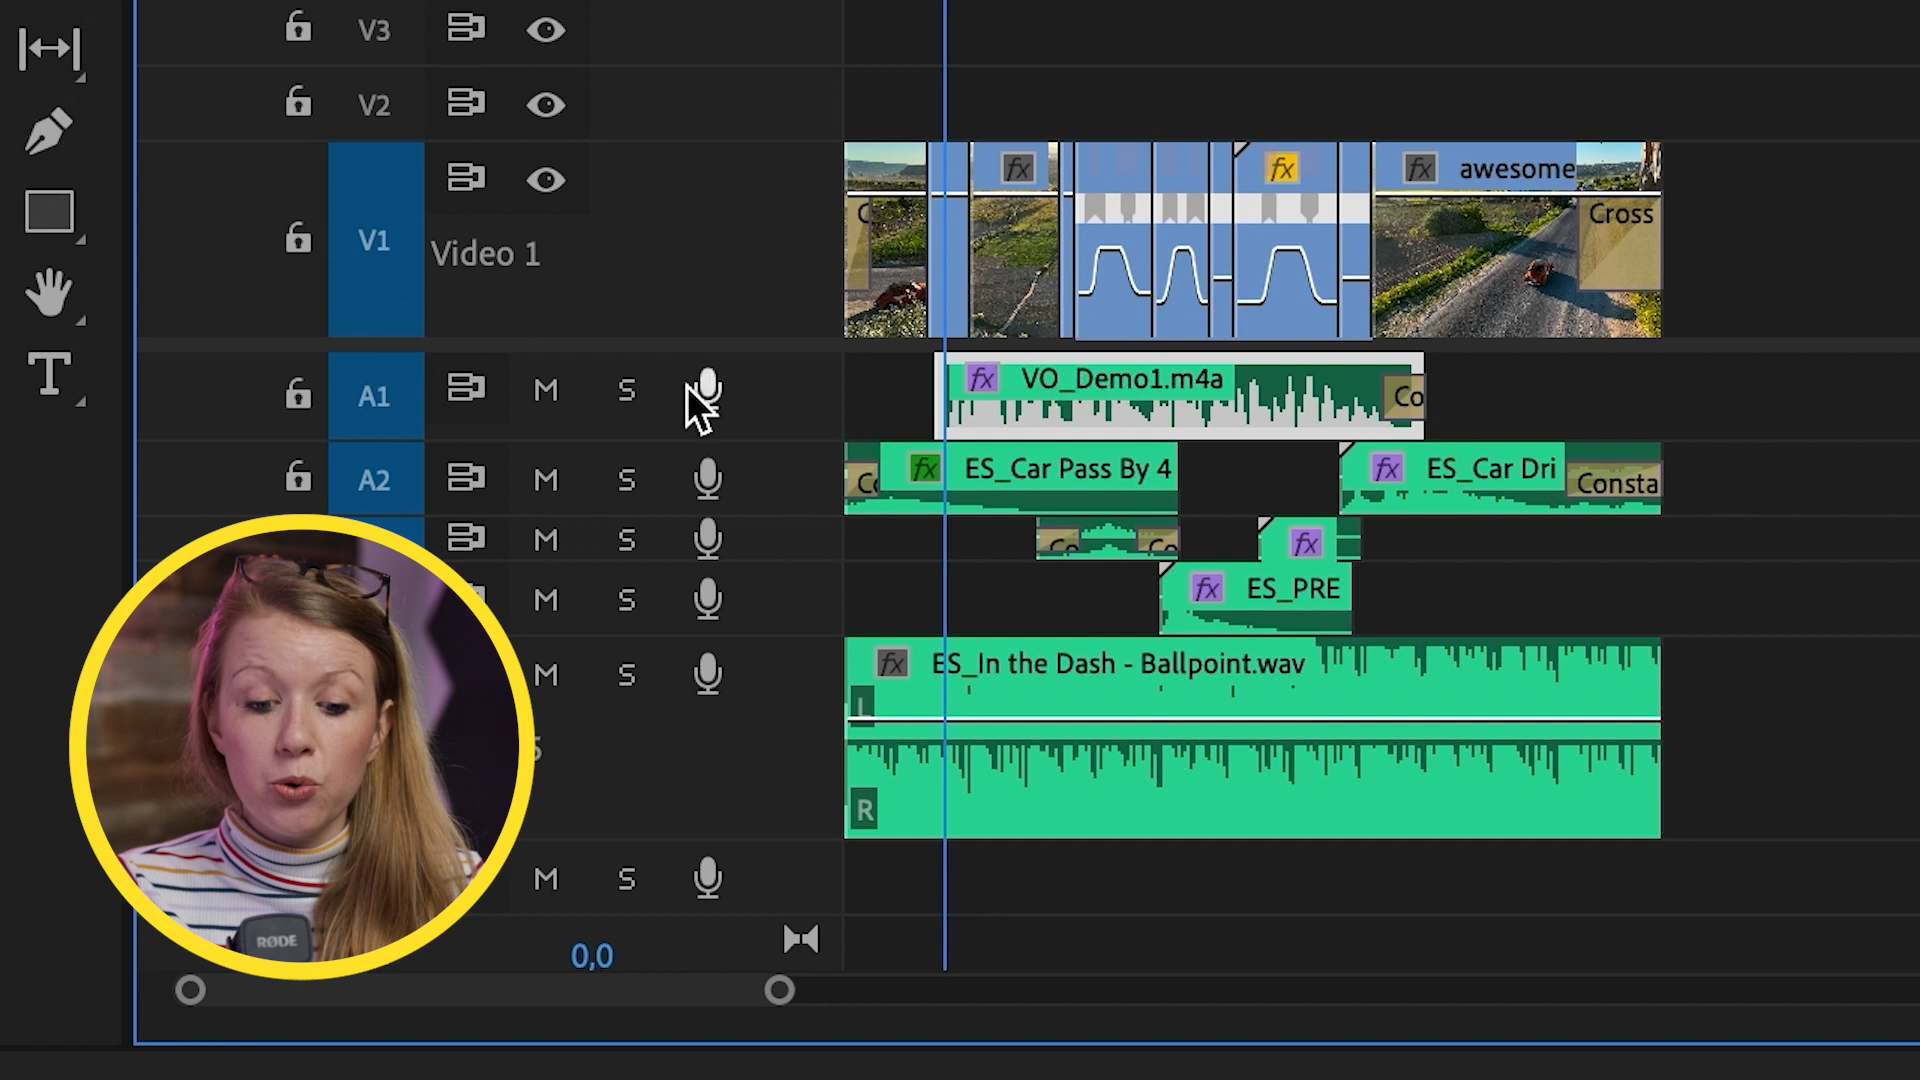 V3
V2
fx
fx
fx
awesome
V1
Video 1
C
Cross
A1
M
S
fx
VO_Demo1.m4a
Co
A2
M
S
Co
fx
ES_Car Pass By 4
fx
ES_Car Dri
Consta
M
S
Co
Co
fx
M
S
fx
ES_PRE
M
S
fx
ES_In the Dash - Ballpoint.wav
L
R
M
S
RØDE
0,0
T